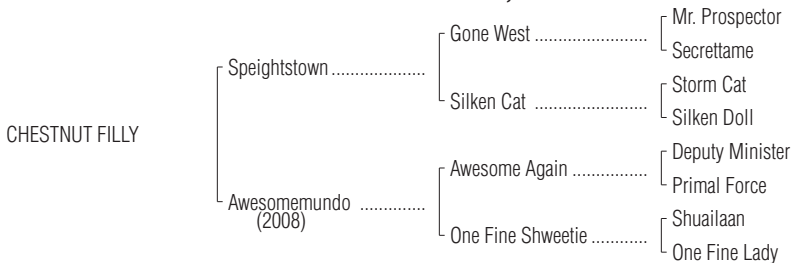 Mr. Prospector
Gone West ......................
Secrettame
Speightstown....................
Storm Cat
Silken Cat ......................
Silken Doll
CHESTNUT FILLY
Deputy Minister
Awesome Again ...............
Primal Force
Awesomemundo .............
(2008)
Shuailaan
One Fine Shweetie ...........
One Fine Lady